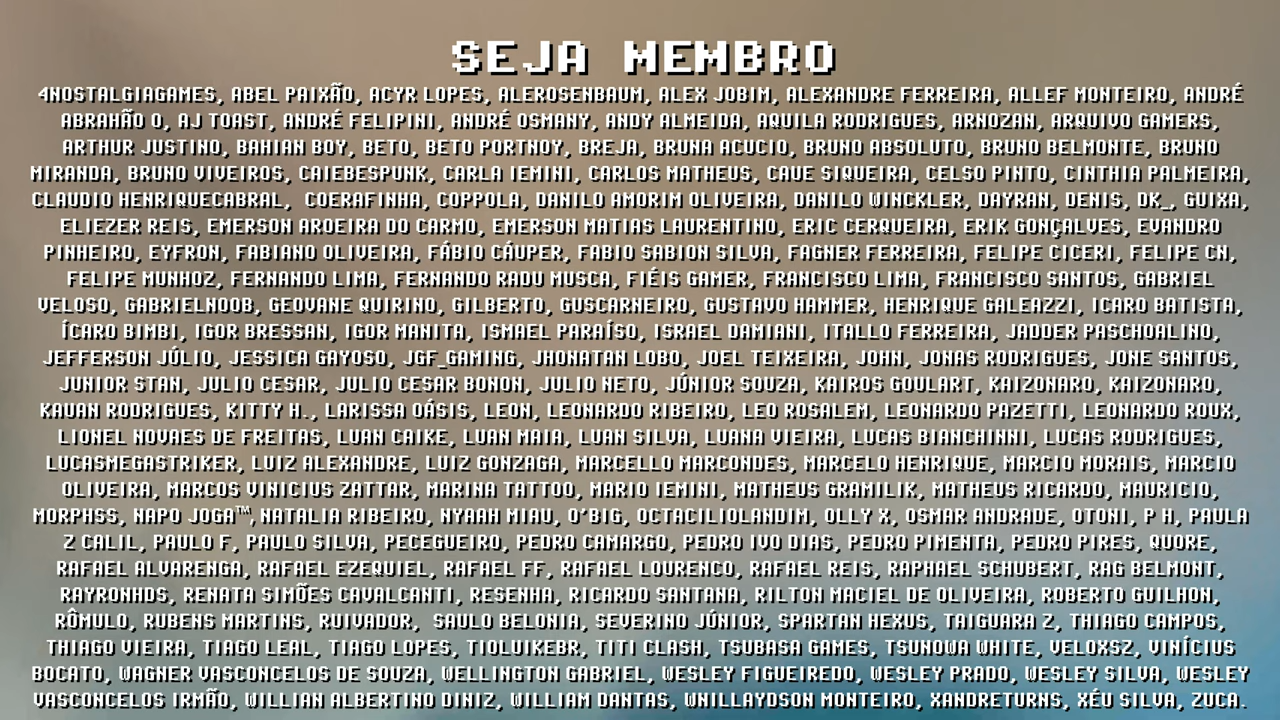 SEJA MEMBRO
4NOSTALGIAGAMES, ABEL PAIXÃO, ACYR LOPES, ALEROSENBAUM, ALEX JOBIM, ALEXANDRE FERREIRA, ALLEF MONTEIRO, ANDRÉ
ABRAHÃO O, AJ TOAST, ANDRÉ FELIPINI, ANDRÉ OSMANY, ANDY ALMEIDA, AQUILA RODRIGUES, ARNOZAN, ARQUIVO GAMERS,
ARTHUR JUSTINO, BAHIAN BOY, BETO, BETO PORTNOY, BREJA, BRUNA ACUCIO, BRUNO ABSOLUTO, BRUNO BELMONTE, BRUNO
MIRANDA, BRUNO VIVEIROS, CAIEBESPUNK, CARLA IEMINI, CARLOS MATHEUS, CAUE SIQUEIRA, CELSO PINTO, CINTHIA PALMEIRA,
CLAUDIO HENRIQUECABRAL, COERAFINHA, COPPOLA, DANILO AMORIM OLIVEIRA, DANILO WINCKLER, DAYRAN, DENIS, DK_, GUIXA,
ELIEZER REIS, EMERSON AROEIRA DO CARMO, EMERSON MATIAS LAURENTINO, ERIC CERQUEIRA, ERIK GONÇALVES, EVANDRO
PINHEIRO, EYFRON, FABIANO OLIVEIRA, FÁBIO CÁUPER, FABIO SABION SILVA, FAGNER FERREIRA, FELIPE CICERI, FELIPE CN,
FELIPE MUNHOZ, FERNANDO LIMA, FERNANDO RADU MUSCA, FIÉIS GAMER, FRANCISCO LIMA, FRANCISCO SANTOS, GABRIEL
VELOSO, GABRIELNOOB, GEOVANE QUIRINO, GILBERTO, GUSCARNEIRO, GUSTAVO HAMMER, HENRIQUE GALEAZZI, ICARO BATISTA,
ÍCARO BIMBI, IGOR BRESSAN, IGOR MANITA, ISMAEL PARAÍSO, ISRAEL DAMIANI, ITALLO FERREIRA, JADDER PASCHOALINO,
JEFFERSON JÚLIO, JESSICA GAYOSO, JGF_GAMING, JHONATAN LOBO, JOEL TEIXEIRA, JOHN, JONAS RODRIGUES, JONE SANTOS,
JUNIOR STAN, JULIO CESAR, JULIO CESAR BONON, JULIO NETO, JÚNIOR SOUZA, KAIROS GOULART, KAIZONARO, KAIZONARO,
KAUAN RODRIGUES, KITTY H., LARISSA OÁSIS, LEON, LEONARDO RIBEIRO, LEO ROSALEM, LEONARDO PAZETTI, LEONARDO ROUX,
LIONEL NOVAES DE FREITAS, LUAN CAIKE, LUAN MAIA, LUAN SILVA, LUANA VIEIRA, LUCAS BIANCHINNI, LUCAS RODRIGUES,
LUCASMEGASTRIKER, LUIZ ALEXANDRE, LUIZ GONZAGA, MARCELLO MARCONDES, MARCELO HENRIQUE, MARCIO MORAIS, MARCIO
OLIVEIRA, MARCOS VINICIUS ZATTAR, MARINA TATTOO, MARIO IEMINI, MATHEUS GRAMILIK, MATHEUS RICARDO, MAURICIO,
MORPHSS, NAPO JOGA™, NATALIA RIBEIRO, NYAAH MIAU, O'BIG, OCTACILIOLANDIM, OLLY X, OSMAR ANDRADE, OTONI, P H, PAULA
Z CALIL, PAULO F, PAULO SILVA, PECEGUEIRO, PEDRO CAMARGO, PEDRO IVO DIAS, PEDRO PIMENTA, PEDRO PIRES, QUORE,
RAFAEL ALVARENGA, RAFAEL EZEQUIEL, RAFAEL FF, RAFAEL LOURENCO, RAFAEL REIS, RAPHAEL SCHUBERT, RAG BELMONT,
RAYRONHDS, RENATA SIMÕES CAVALCANTI, RESENHA, RICARDO SANTANA, RILTON MACIEL DE OLIVEIRA, ROBERTO GUILHON,
RÔMULO, RUBENS MARTINS, RUIVADOR, SAULO BELONIA, SEVERINO JÚNIOR, SPARTAN HEXUS, TAIGUARA Z, THIAGO CAMPOS,
THIAGO VIEIRA, TIAGO LEAL, TIAGO LOPES, TIOLUIKEBR, TITI CLASH, TSUBASA GAMES, TSUNOWA WHITE, VELOXSZ, VINÍCIUS
BOCATO, WAGNER VASCONCELOS DE SOUZA, WELLINGTON GABRIEL, WESLEY FIGUEIREDO, WESLEY PRADO, WESLEY SILVA, WESLEY
VASCONCELOS IRMÃO, WILLIAN ALBERTINO DINIZ, WILLIAM DANTAS, WNILLAYDSON MONTEIRO, XANDRETURNS, XÉU SILVA, ZUCA.